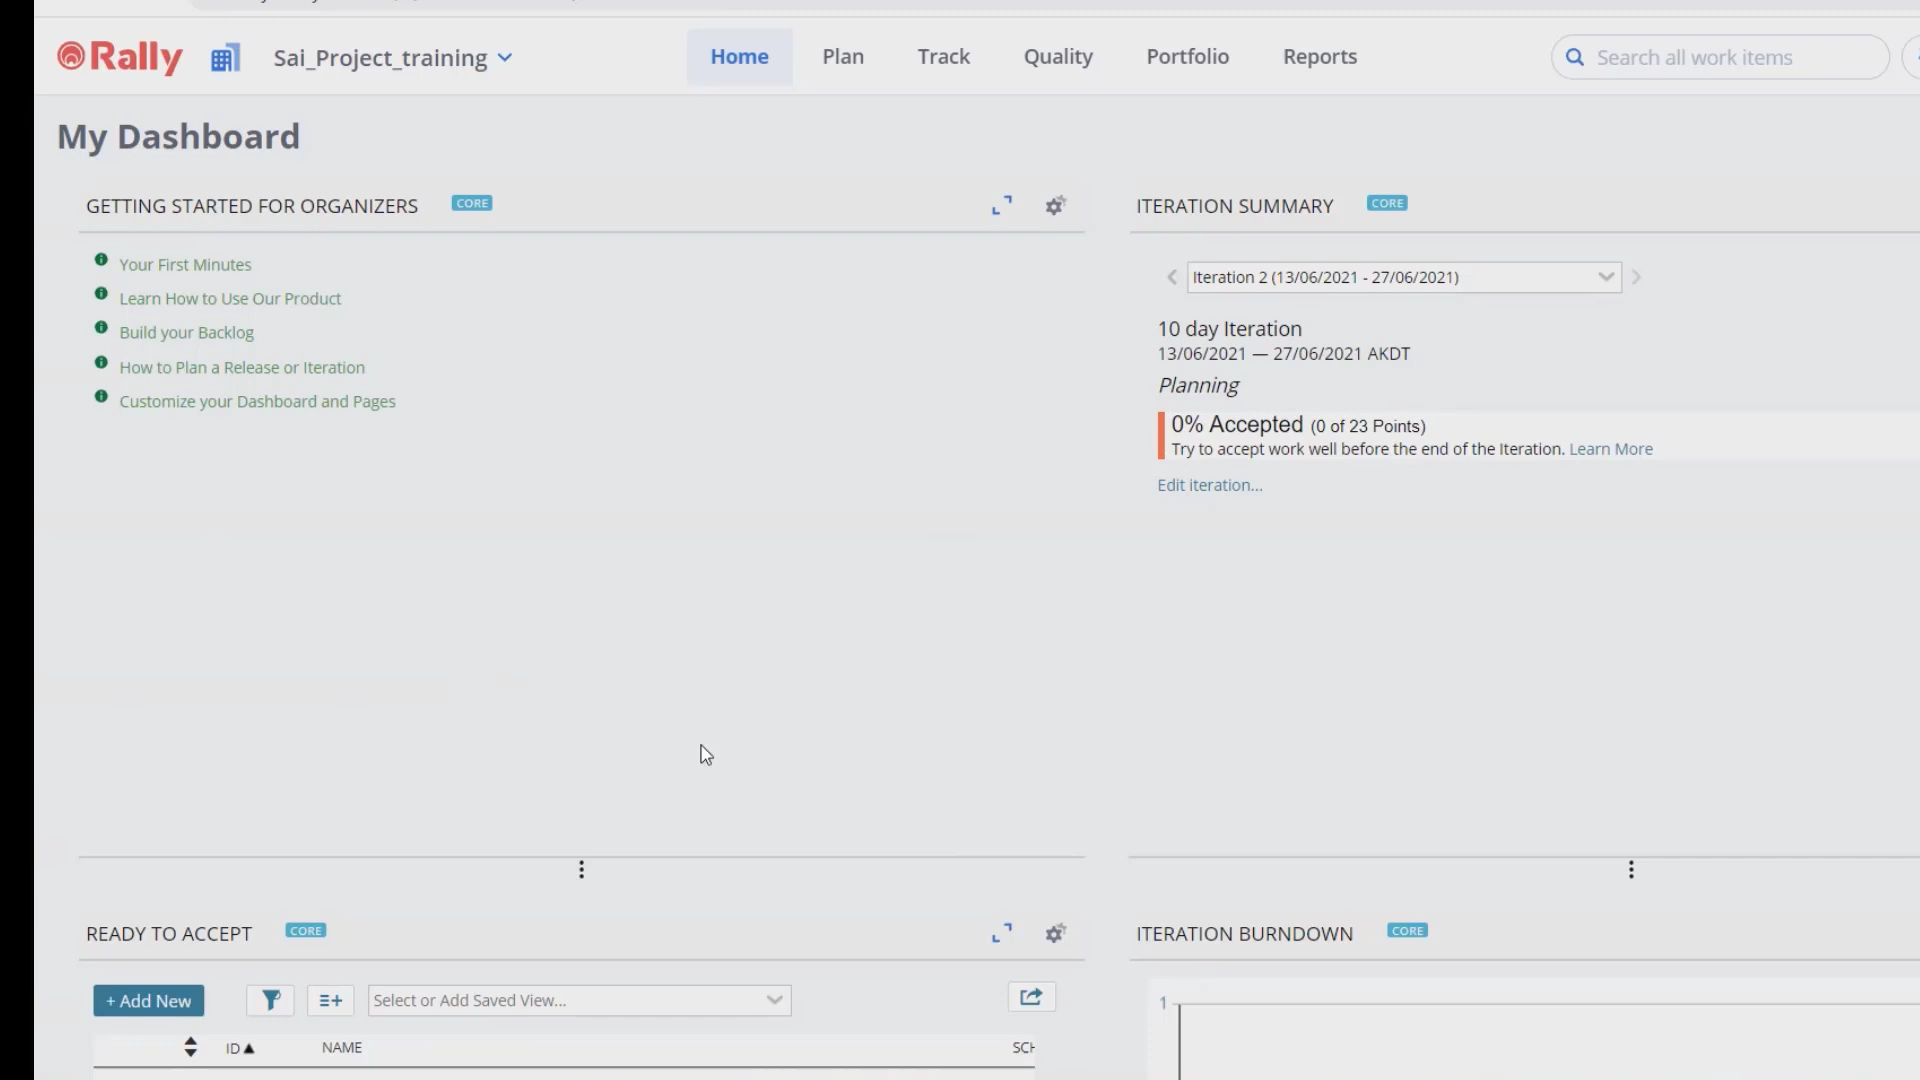 Rally
Sai_Project_training
Home
Plan
Track
Quality
Portfolio
Reports
Search all work items
My Dashboard
GETTING STARTED FOR ORGANIZERS CORE
Your First Minutes
Learn How to Use Our Product
Build your Backlog
How to Plan a Release or Iteration
Customize your Dashboard and Pages
ITERATION SUMMARY CORE
Iteration 2 (13/06/2021 - 27/06/2021)
10 day Iteration
13/06/2021 — 27/06/2021 AKDT
Planning
0% Accepted (0 of 23 Points)
Try to accept work well before the end of the Iteration. Learn More
Edit iteration...
READY TO ACCEPT CORE
+ Add New
Select or Add Saved View...
ID NAME SCH
ITERATION BURNDOWN CORE
1